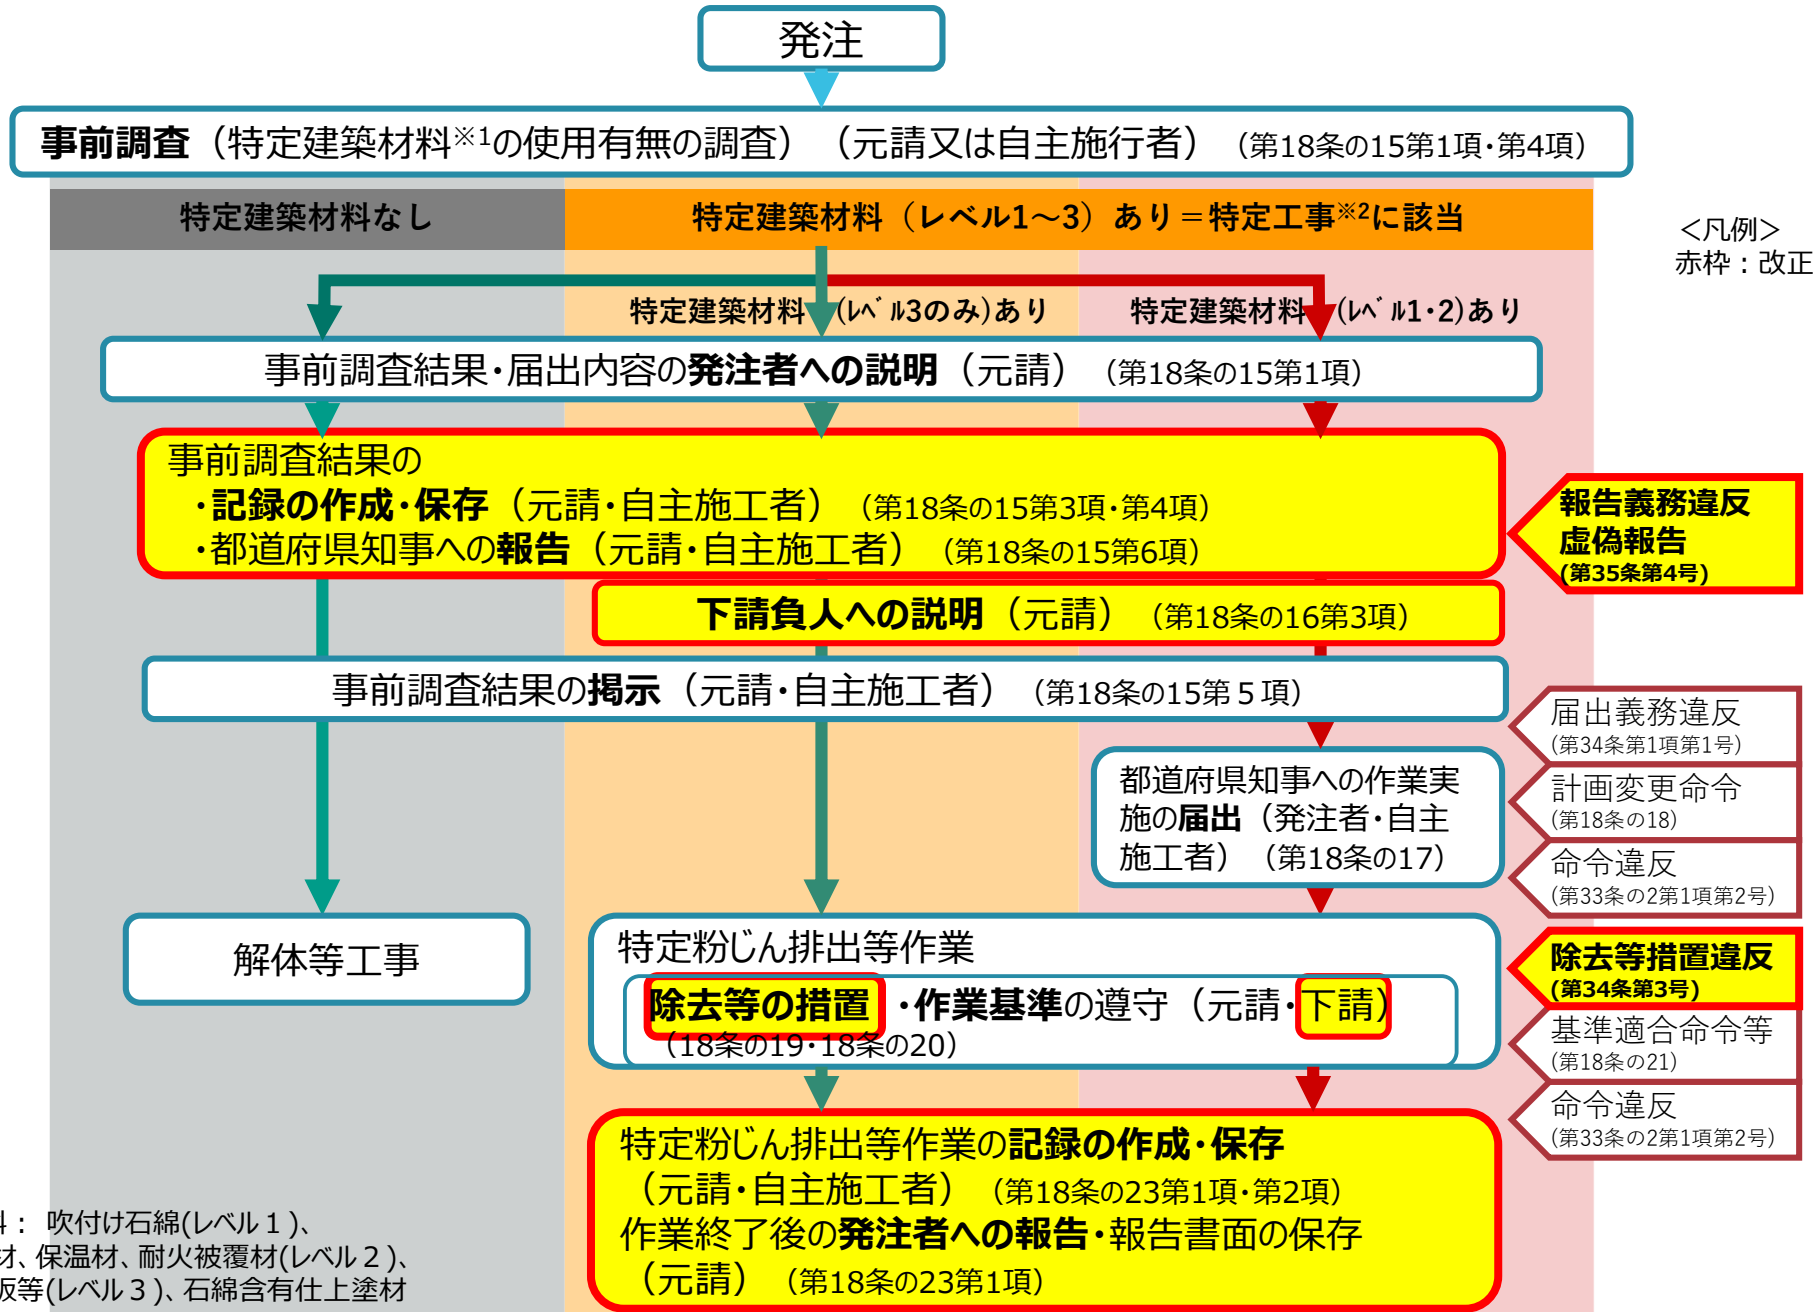 発注
事前調査（特定建築材料※1の使用有無の調査）（元請又は自主施行者）（第18条の15第1項・第4項）
特定建築材料なし
特定建築材料（レベル1～3）あり＝特定工事※2に該当
＜凡例＞
赤枠：改正
特定建築材料　(ﾚﾍﾞﾙ3のみ)あり
特定建築材料　(ﾚﾍﾞﾙ1・2)あり
事前調査結果・届出内容の発注者への説明（元請）（第18条の15第1項）
事前調査結果の
・記録の作成・保存（元請・自主施工者）（第18条の15第3項・第4項）
・都道府県知事への報告（元請・自主施工者）（第18条の15第6項）
報告義務違反
虚偽報告
(第35条第4号)
下請負人への説明（元請）（第18条の16第3項）
事前調査結果の掲示（元請・自主施工者）（第18条の15第５項）
届出義務違反
(第34条第1項第1号)
都道府県知事への作業実
施の届出（発注者・自主
施工者）（第18条の17）
計画変更命令
(第18条の18)
命令違反
(第33条の2第1項第2号)
解体等工事
特定粉じん排出等作業
除去等の措置・作業基準の遵守（元請・下請）
（18条の19・18条の20）
除去等措置違反
(第34条第3号)
基準適合命令等
(第18条の21)
命令違反
(第33条の2第1項第2号)
特定粉じん排出等作業の記録の作成・保存
（元請・自主施工者）（第18条の23第1項・第2項）
作業終了後の発注者への報告・報告書面の保存
（元請）（第18条の23第1項）
：吹付け石綿(レベル１)、
材、保温材、耐火被覆材(レベル２)、
板等(レベル３)、石綿含有仕上塗材